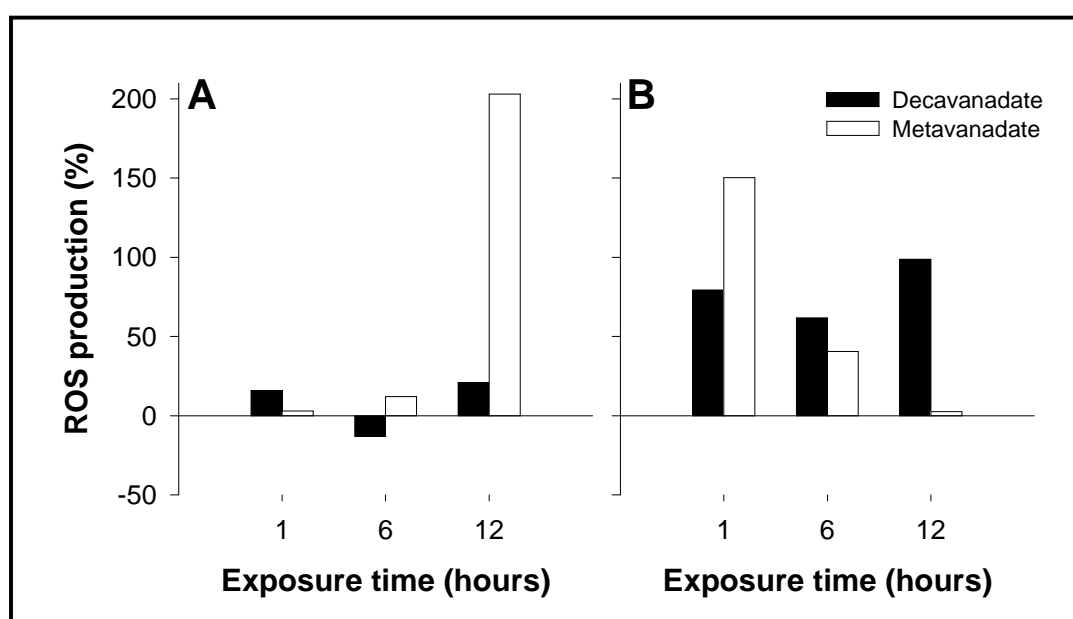 A
B
Decavanadate
Metavanadate
ROS production (%)
200
150
100
50
0
-50
1 6 12
1 6 12
Exposure time (hours)
Exposure time (hours)